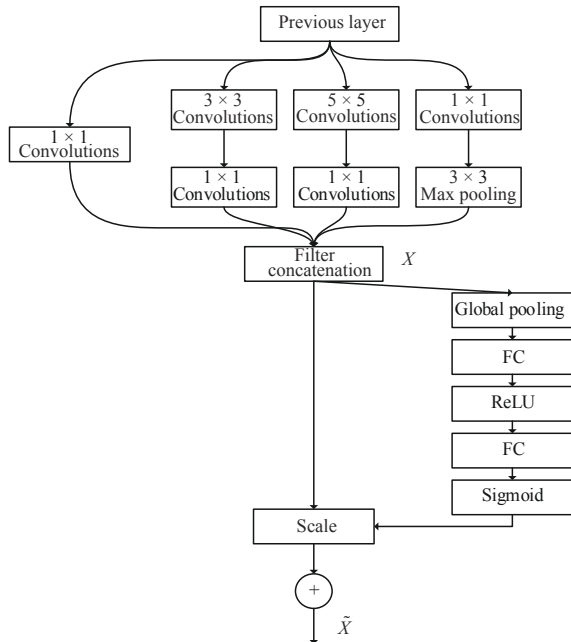 Previous layer
1 × 1
Convolutions
3 × 3
Convolutions
5 × 5
Convolutions
1 × 1
Convolutions
1 × 1
Convolutions
1 × 1
Convolutions
3 × 3
Max pooling
Filter
concatenation
X
Global pooling
FC
ReLU
FC
Sigmoid
Scale
+
X̃